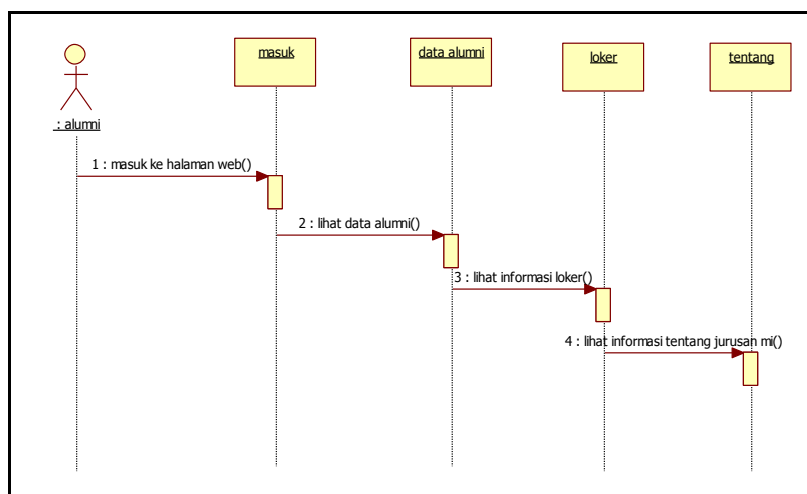 masuk
data alumni
loker
tentang
: alumni
1 : masuk ke halaman web()
2 : lihat data alumni()
3 : lihat informasi loker()
4 : lihat informasi tentang jurusan mi()